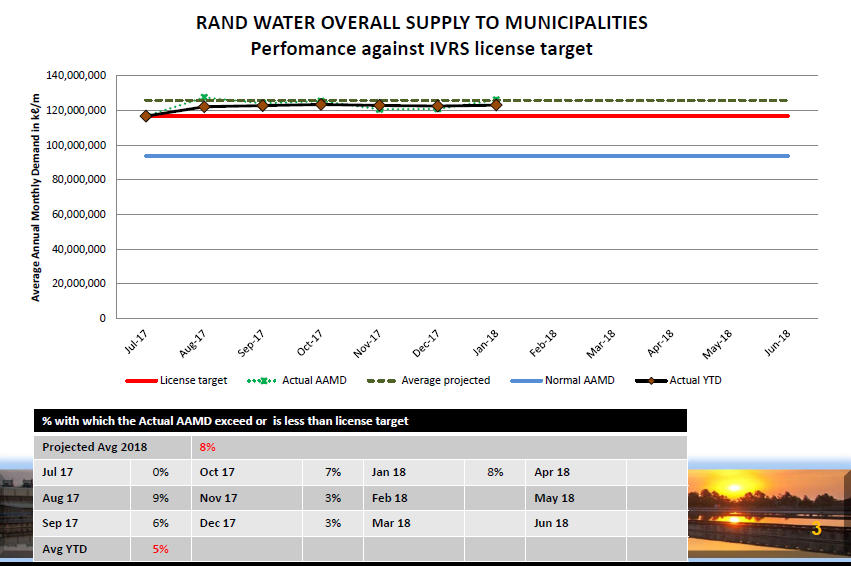 RAND WATER OVERALL SUPPLY TO MUNICIPALITIES
Perfomance against IVRS license target
Average Annual Monthly Demand in kℓ/m
140,000,000
120,000,000
100,000,000
80,000,000
60,000,000
40,000,000
20,000,000
0
Jul-17 Aug-17 Sep-17 Oct-17 Nov-17 Dec-17 Jan-18 Feb-18 Mar-18 Apr-18 May-18 Jun-18
License target Actual AAMD Average projected Normal AAMD Actual YTD
% with which the Actual AAMD exceed or is less than license target
Projected Avg 2018 8%
Jul 17 0% Oct 17 7% Jan 18 8% Apr 18
Aug 17 9% Nov 17 3% Feb 18 May 18
Sep 17 6% Dec 17 3% Mar 18 Jun 18
Avg YTD 5%
3